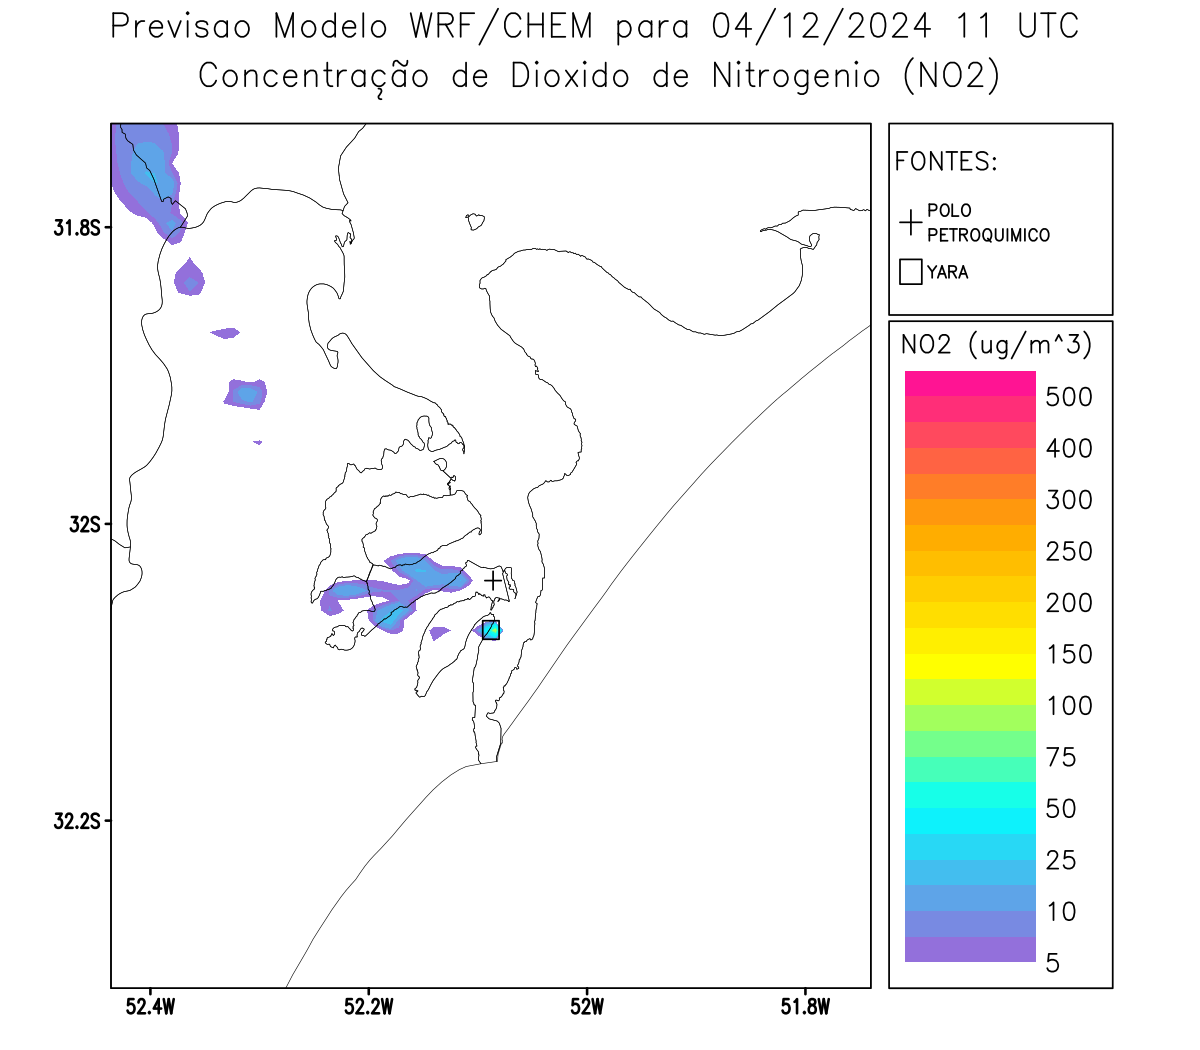 Previsao Modelo WRF/CHEM para 04/12/2024 11 UTC
Concentração de Dioxido de Nitrogenio (NO2)
31.8S
32S
32.2S
52.4W
52.2W
52W
51.8W
FONTES:
POLO
PETROQUIMICO
YARA
NO2 (ug/m^3)
500
400
300
250
200
150
100
75
50
25
10
5